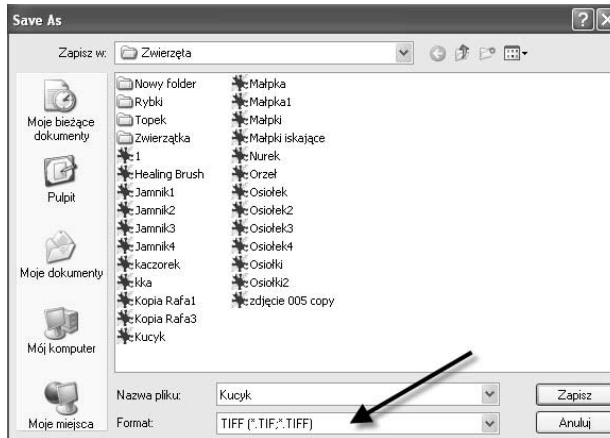 Save As
Zapisz w:
Zwierzęta
Moje bieżące
dokumenty
Pulpit
Moje dokumenty
Mój komputer
Moje miejsca
Nowy folder
Rybki
Topek
Zwierzątka
1
Healing Brush
Jamnik1
Jamnik2
Jamnik3
Jamnik4
kaczorek
kka
Kopia Rafa1
Kopia Rafa3
Kucyk
Małpka
Małpka1
Małpki
Małpki iskające
Nurek
Orzeł
Osiołek
Osiołek2
Osiołek3
Osiołek4
Osiołki
Osiołki2
zdjęcie 005 copy
Nazwa pliku:
Kucyk
Zapisz
Format:
TIFF (*.TIF;*.TIFF)
Anuluj